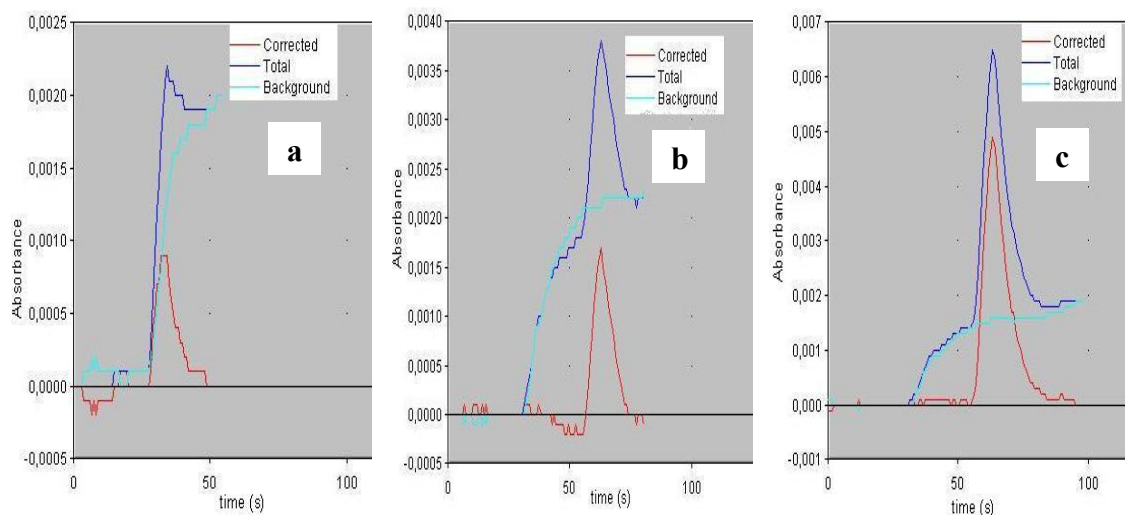 0,0025
0,0020
0,0015
0,0010
0,0005
0,0000
-0,0005
Absorbance
Corrected
Total
Background
a
0
50
100
time (s)
0,0040
0,0035
0,0030
0,0025
0,0020
0,0015
0,0010
0,0005
0,0000
-0,0005
Absorbance
Corrected
Total
Background
b
0
50
100
time (s)
0,007
0,006
0,005
0,004
0,003
0,002
0,001
0,000
-0,001
Absorbance
Corrected
Total
Background
c
0
50
100
time (s)